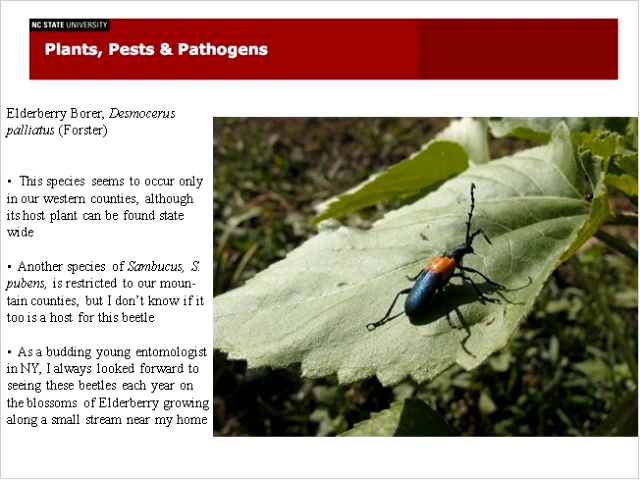 NC STATE UNIVERSITY
Plants, Pests & Pathogens
Elderberry Borer, Desmocerus
palliatus (Forster)
• This species seems to occur only
in our western counties, although
its host plant can be found state
wide
• Another species of Sambucus, S.
pubens, is restricted to our moun-
tain counties, but I don't know if it
too is a host for this beetle
• As a budding young entomologist
in NY, I always looked forward to
seeing these beetles each year on
the blossoms of Elderberry growing
along a small stream near my home